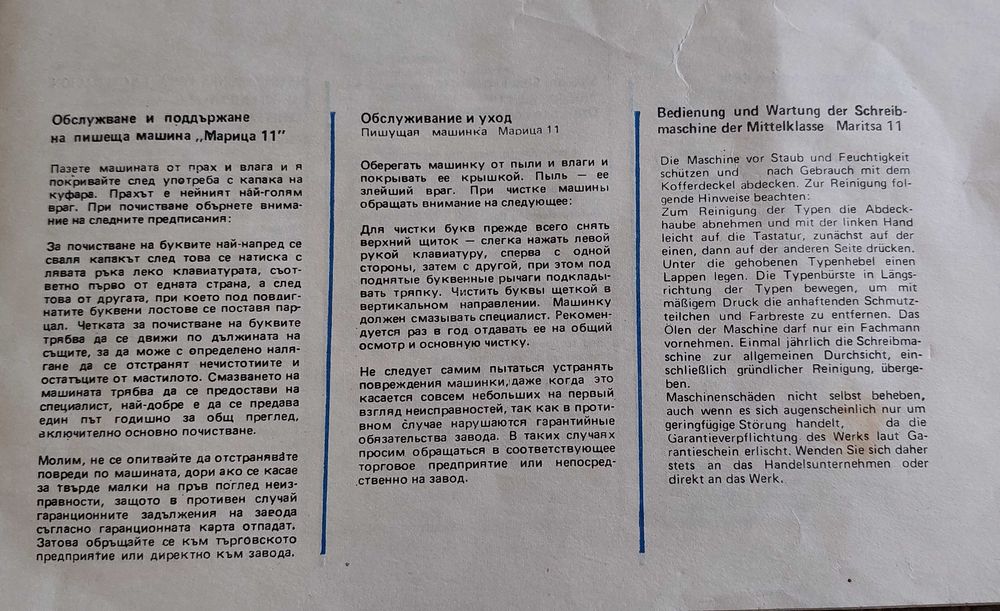 Обслужване и поддържане
на пишеща машина „Марица 11"
Пазете машината от прах и влага и я
покривайте след употреба с капака на
куфара. Прахът е нейният най-голям
враг. При почистване обърнете внима-
ние на следните предписания:
За почистване на буквите най-напред се
сваля капакът след това се натиска с
лявата ръка леко клавиатурата, съот-
ветно първо от едната страна, а след
това от другата, при което под повдиг-
натите буквени лостове се поставя пар-
цал. Четката за почистване на буквите
трябва да се движи по дължината на
същите, за да може с определено наля-
гане да се отстранят нечистотиите и
остатъците от мастилото. Смазването на
машината трябва да се предостави на
специалист, най-добре е да се предава
един път годишно за общ преглед,
включително основно почистване.
Молим, не се опитвайте да отстранявате
повреди по машината, дори ако се касае
за твърде малки на пръв поглед неиз-
правности, защото в противен случай
гаранционните задължения на завода
съгласно гаранционната карта отпадат.
Затова обръщайте се към търговското
предприятие или директно към завода.
Обслуживание и уход
Пишущая машинка Марица 11
Оберегать машинку от пыли и влаги и
покрывать ее крышкой. Пыль — ее
злейший враг. При чистке машины
обращать внимание на следующее:
Для чистки букв прежде всего снять
верхний щиток — слегка нажать левой
рукой клавиатуру, сперва с одной
стороны, затем с другой, при этом под
поднятые буквенные рычаги подклады-
вать тряпку. Чистить буквы щеткой в
вертикальном направлении. Машинку
должен смазывать специалист. Рекомен-
дуется раз в год отдавать ее на общий
осмотр и основную чистку.
Не следует самим пытаться устранять
повреждения машинки, даже когда это
касается совсем небольших на первый
взгляд неисправностей, так как в проти-
вном случае нарушаются гарантийные
обязательства завода. В таких случаях
просим обращаться в соответствующее
торговое предприятие или непосред-
ственно на завод.
Bedienung und Wartung der Schreib-
maschine der Mittelklasse Maritsa 11
Die Maschine vor Staub und Feuchtigkeit
schützen und nach Gebrauch mit dem
Kofferdeckel abdecken. Zur Reinigung fol-
gende Hinweise beachten:
Zum Reinigung der Typen die Abdeck-
haube abnehmen und mit der linken Hand
leicht auf die Tastatur, zunächst auf der
einen, dann auf der anderen Seite drücken.
Unter die gehobenen Typenhebel einen
Lappen legen. Die Typenbürste in Längs-
richtung der Typen bewegen, um mit
mäßigem Druck die anhaftenden Schmutz-
teilchen und Farbreste zu entfernen. Das
Ölen der Maschine darf nur ein Fachmann
vornehmen. Einmal jährlich die Schreibma-
schine zur allgemeinen Durchsicht, ein-
schließlich gründlicher Reinigung, überge-
ben.
Maschinenschäden nicht selbst beheben,
auch wenn es sich augenscheinlich nur um
geringfügige Störung handelt, da die
Garantieverpflichtung des Werks laut Ga-
rantieschein erlischt. Wenden Sie sich daher
stets an das Handelsunternehmen oder
direkt an das Werk.